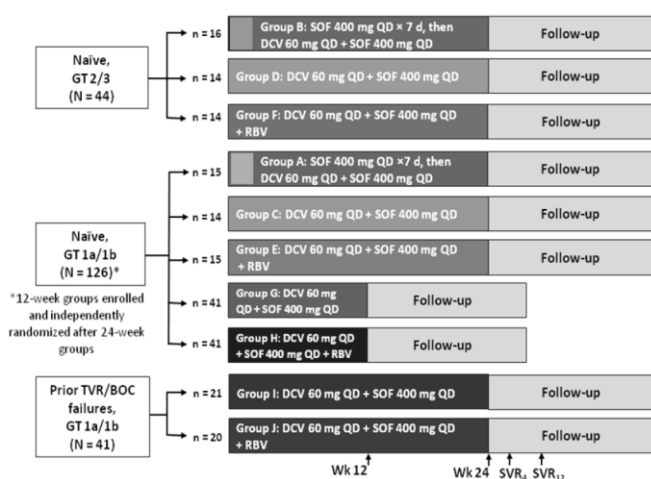 Naïve,
GT 2/3
(N = 44)
n = 16
Group B: SOF 400 mg QD × 7 d, then
DCV 60 mg QD + SOF 400 mg QD
Follow-up
n = 14
Group D: DCV 60 mg QD + SOF 400 mg QD
Follow-up
n = 14
Group F: DCV 60 mg QD + SOF 400 mg QD
+ RBV
Follow-up
Naïve,
GT 1a/1b
(N = 126)*
*12-week groups enrolled
and independently
randomized after 24-week
groups
n = 15
Group A: SOF 400 mg QD ×7 d, then
DCV 60 mg QD + SOF 400 mg QD
Follow-up
n = 14
Group C: DCV 60 mg QD + SOF 400 mg QD
Follow-up
n = 15
Group E: DCV 60 mg QD + SOF 400 mg QD
+ RBV
Follow-up
n = 41
Group G: DCV 60 mg
QD + SOF 400 mg QD
Follow-up
n = 41
Group H: DCV 60 mg QD
+ SOF 400 mg QD + RBV
Follow-up
Prior TVR/BOC
failures,
GT 1a/1b
(N = 41)
n = 21
Group I: DCV 60 mg QD + SOF 400 mg QD
Follow-up
n = 20
Group J: DCV 60 mg QD + SOF 400 mg QD
+ RBV
Follow-up
Wk 12
Wk 24
SVR₄
SVR₁₂